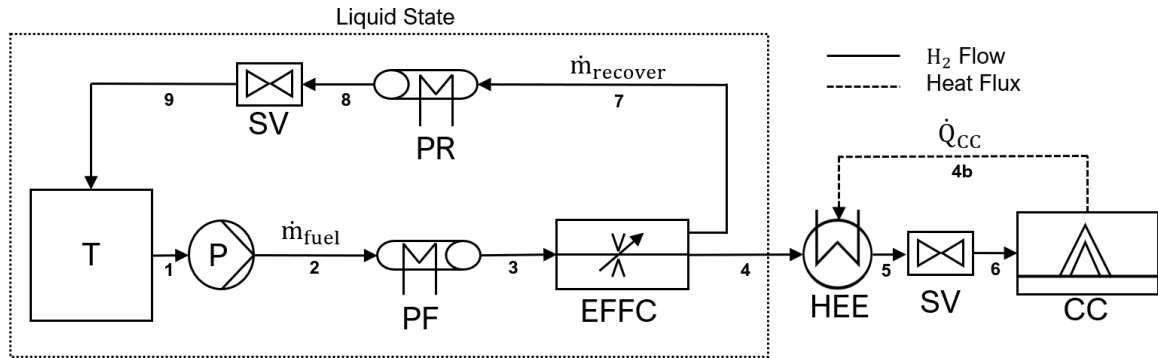 Liquid State
ṁrecover
H₂ Flow
Heat Flux
9
SV
8
PR
7
Q̇CC
4b
T
1
P
ṁfuel
2
PF
3
EFFC
4
HEE
5
SV
6
CC